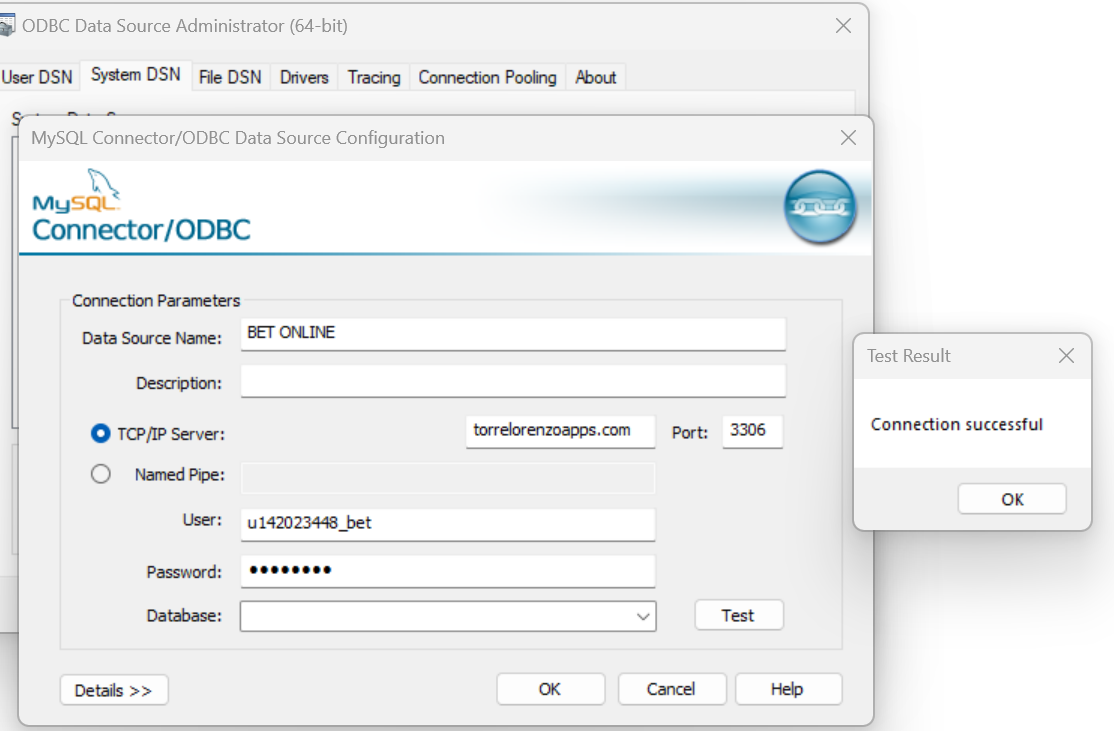 ODBC Data Source Administrator (64-bit)
User DSN System DSN File DSN Drivers Tracing Connection Pooling About
MySQL Connector/ODBC Data Source Configuration
MySQL
Connector/ODBC
Connection Parameters
Data Source Name: BET ONLINE
Description:
TCP/IP Server: torrelorenzoapps.com Port: 3306
Named Pipe:
User: u142023448_bet
Password: ••••••••
Database: Test
Details >> OK Cancel Help
Test Result
Connection successful
OK